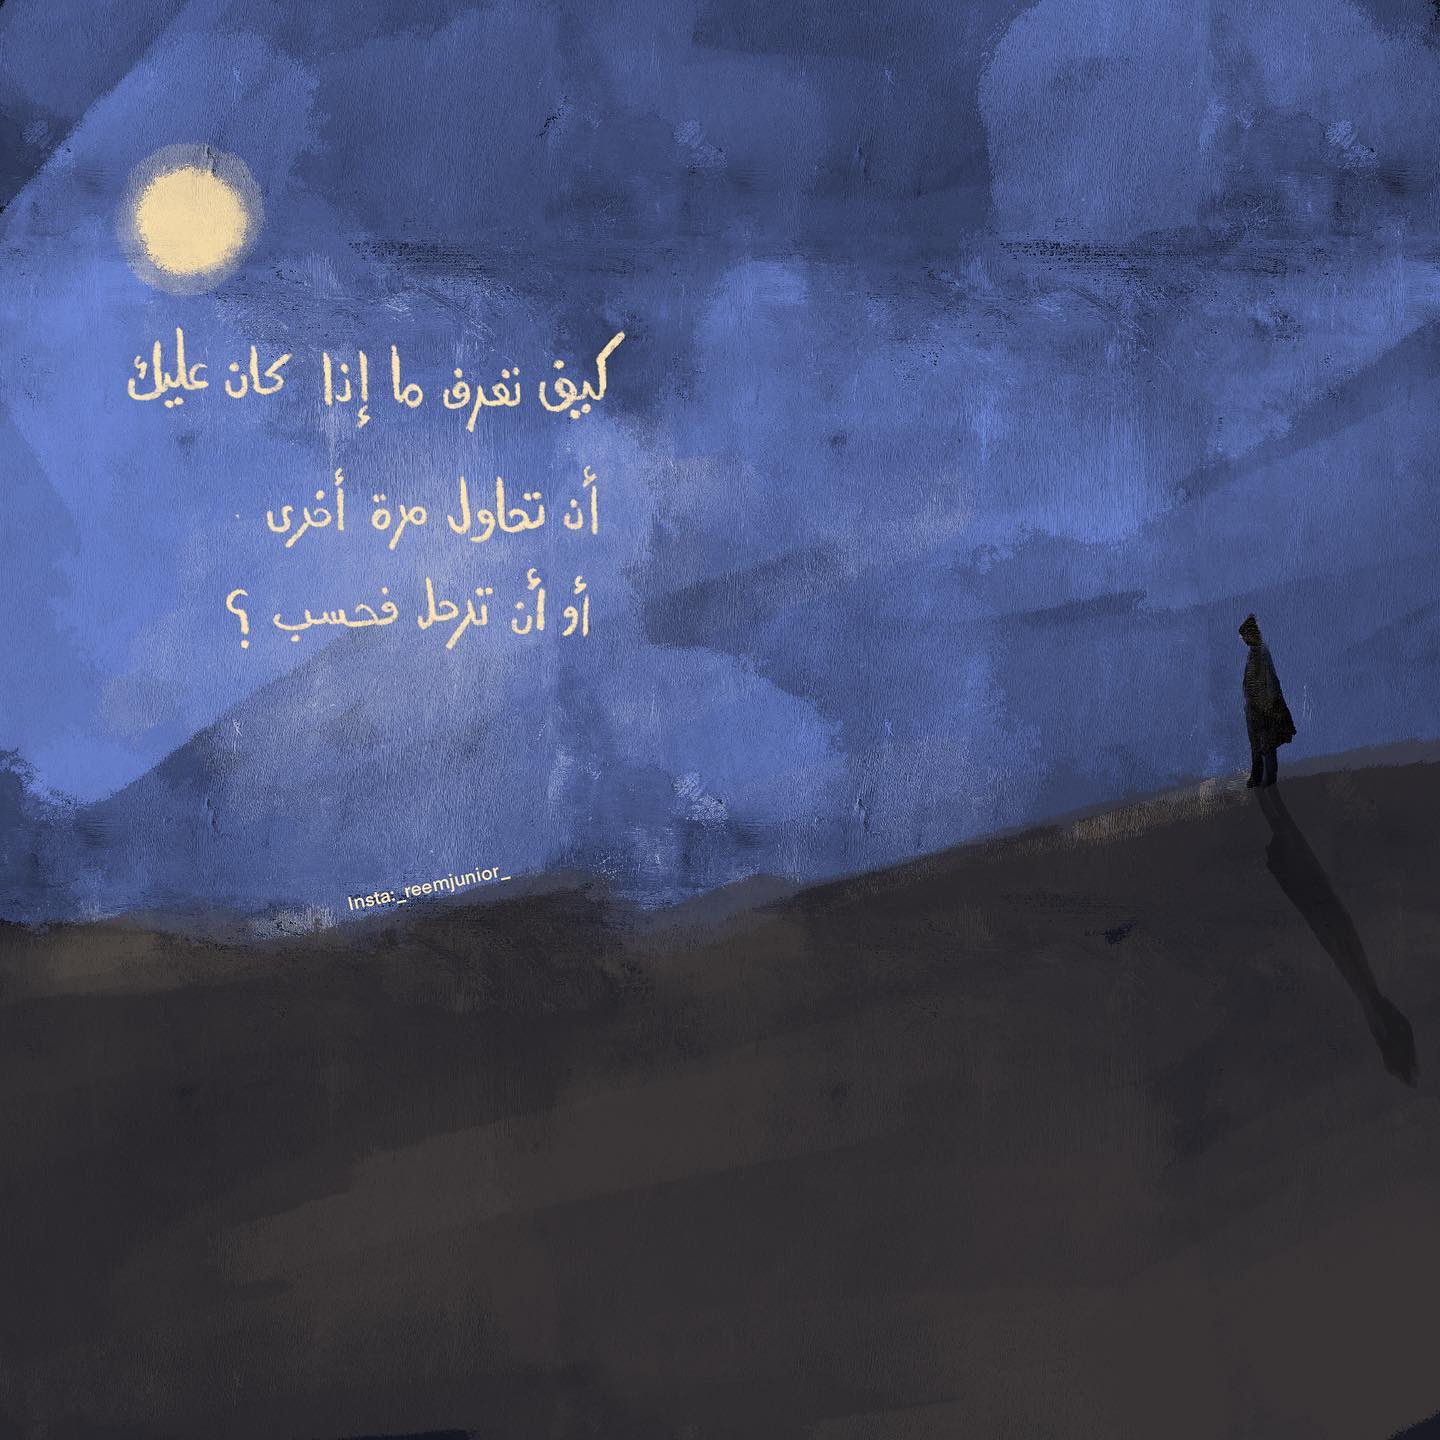 كيف تعرف ما إذا كان عليك
أن تحاول مرة أخرى
أو أن ترحل فحسب ؟
Insta:_reemjunior_